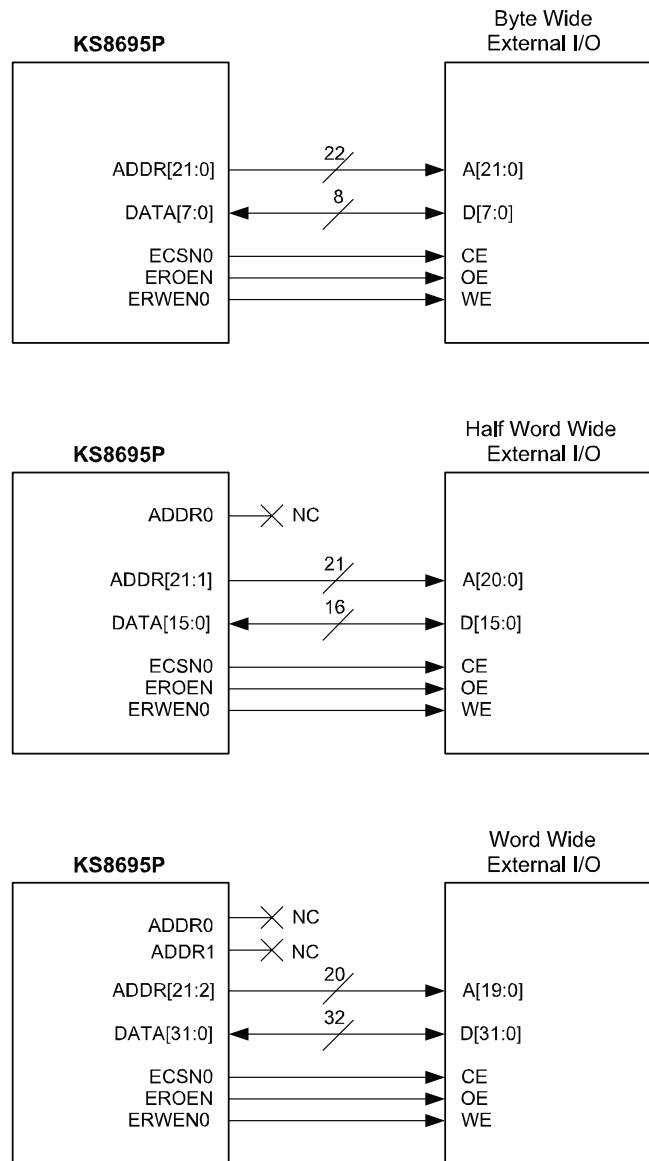 Byte Wide
KS8695P External I/O
22
ADDR[21:0] A[21:0]
8
DATA[7:0] D[7:0]
ECSN0 CE
EROEN OE
ERWEN0 WE
Half Word Wide
KS8695P External I/O
ADDR0 NC
21
ADDR[21:1] A[20:0]
16
DATA[15:0] D[15:0]
ECSN0 CE
EROEN OE
ERWEN0 WE
Word Wide
KS8695P External I/O
ADDR0 NC
ADDR1 NC
20
ADDR[21:2] A[19:0]
32
DATA[31:0] D[31:0]
ECSN0 CE
EROEN OE
ERWEN0 WE